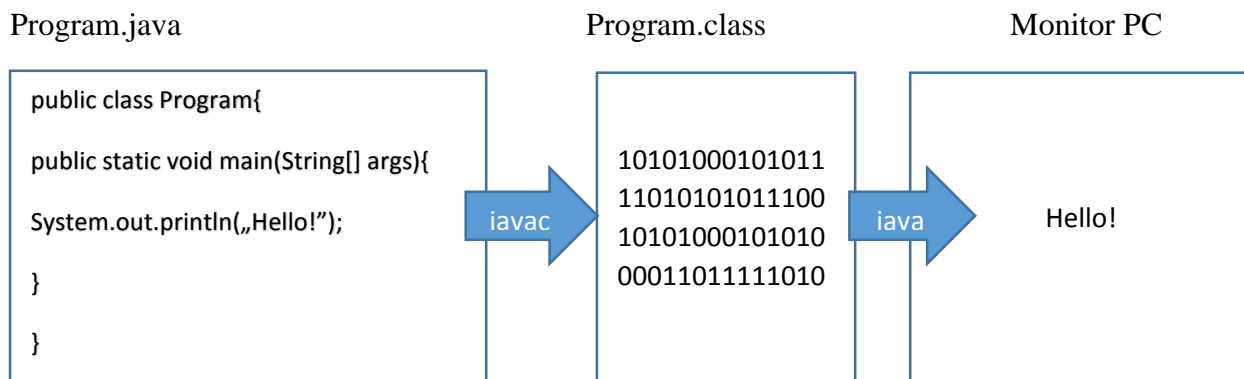 Program.java
Program.class
Monitor PC
public class Program{
public static void main(String[] args){
System.out.println(„Hello!”);
}
}
iavac
10101000101011
11010101011100
10101000101010
00011011111010
iava
Hello!